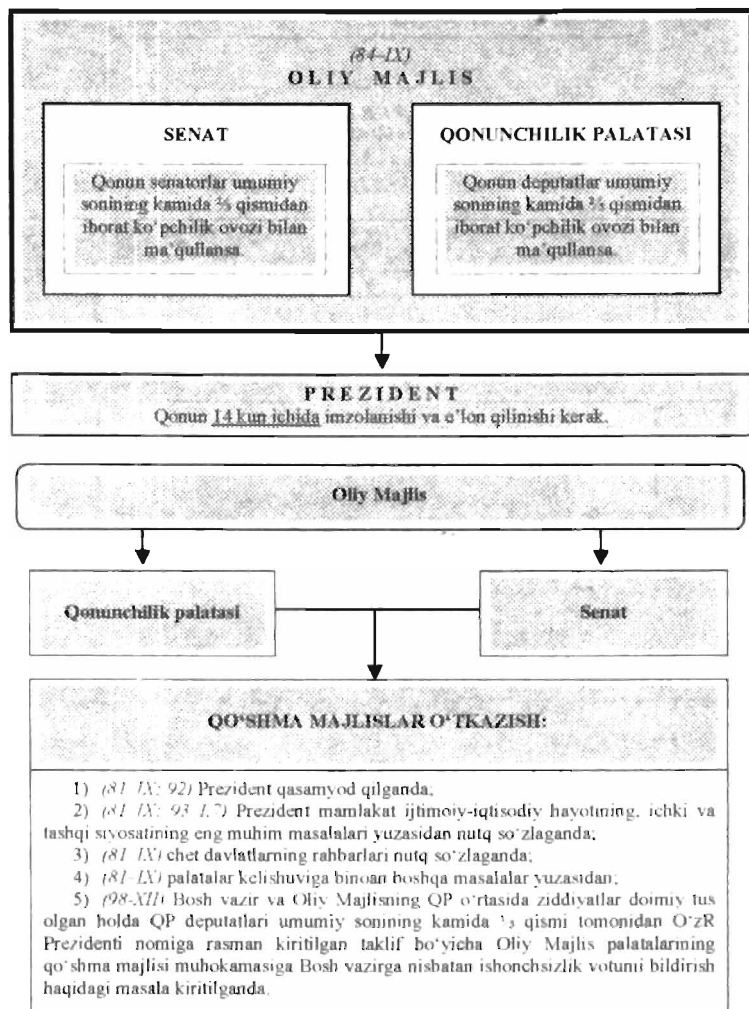 (84–IX)
OLIY MAJLIS
SENAT
Qonun senatorlar umumiy
sonining kamida ⅔ qismidan
iborat ko‘pchilik ovozi bilan
ma’qullansa.
QONUNCHILIK PALATASI
Qonun deputatlar umumiy
sonining kamida ⅔ qismidan
iborat ko‘pchilik ovozi bilan
ma’qullansa.
PREZIDENT
Qonun 14 kun ichida imzolanishi va e’lon qilinishi kerak.
Oliy Majlis
Qonunchilik palatasi
Senat
QO‘SHMA MAJLISLAR O‘TKAZISH:
1) (81–IX; 92) Prezident qasamyod qilganda;
2) (81–IX; 93–I,7) Prezident mamlakat ijtimoiy-iqtisodiy hayotining, ichki va
tashqi siyosatining eng muhim masalalari yuzasidan nutq so‘zlaganda;
3) (81–IX) chet davlatlarning rahbarlari nutq so‘zlaganda;
4) (81–IX) palatalar kelishuviga binoan boshqa masalalar yuzasidan;
5) (98–XII) Bosh vazir va Oliy Majlisning QP o‘rtasida ziddiyatlar doimiy tus
olgan holda QP deputatlari umumiy sonining kamida qismi tomonidan O‘zR
Prezidenti nomiga rasman kiritilgan taklif bo‘yicha Oliy Majlis palatalarining
qo‘shma majlisi muhokamasiga Bosh vazirga nisbatan ishonchsizlik votumi bildirish
haqidagi masala kiritilganda.